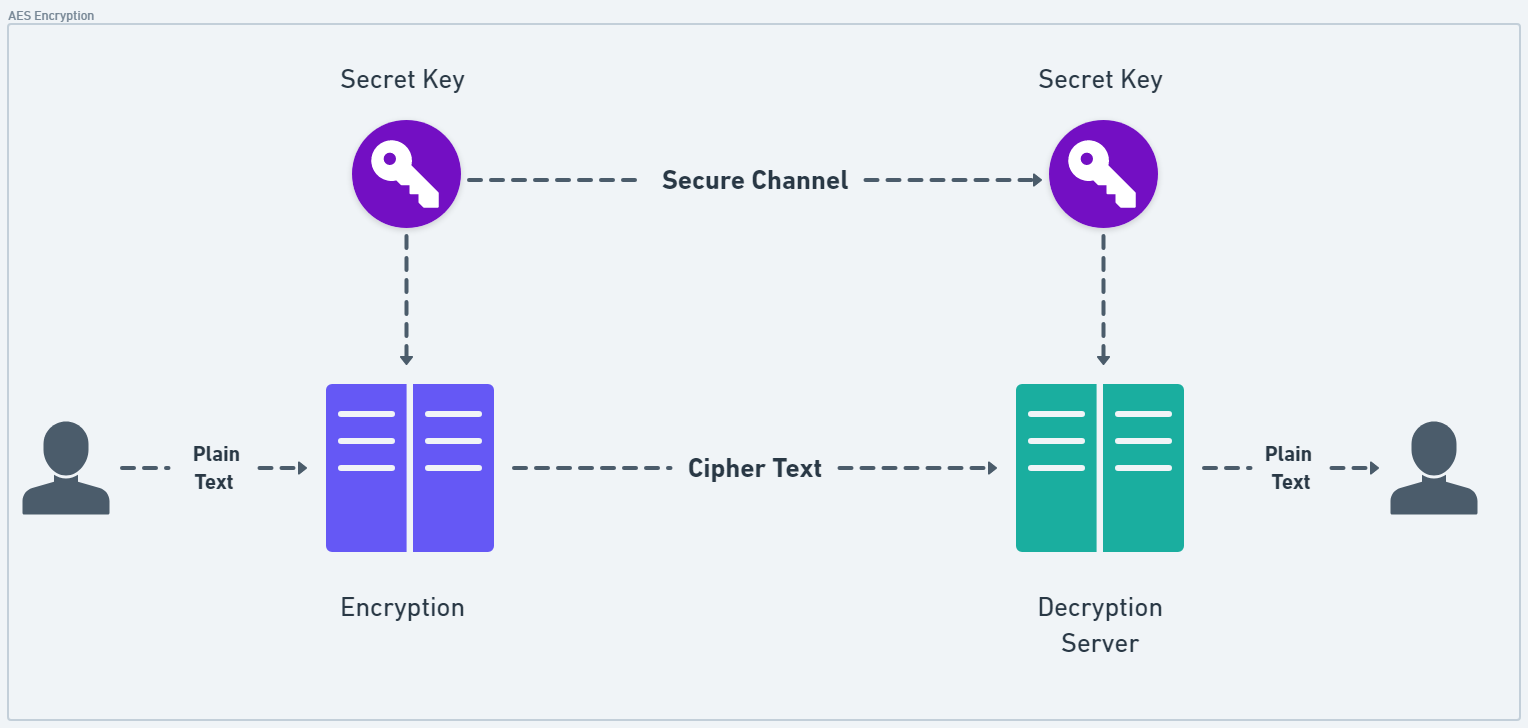 AES Encryption
Secret Key
Secret Key
Secure Channel
Plain
Text
Cipher Text
Plain
Text
Encryption
Decryption
Server